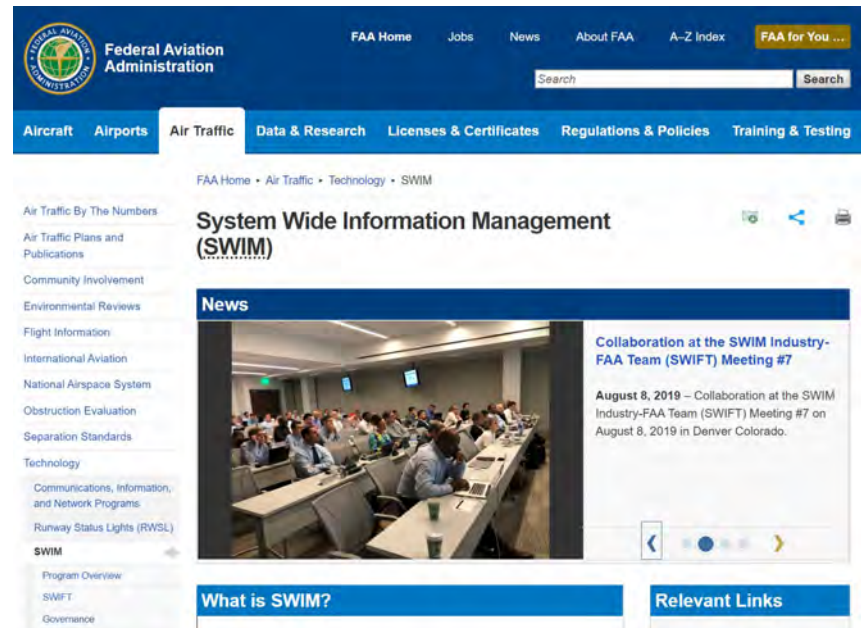 FEDERAL AVIATION
ADMINISTRATION
Federal Aviation
Administration
FAA Home
Jobs
News
About FAA
A–Z Index
FAA for You ...
Search
Search
Aircraft
Airports
Air Traffic
Data & Research
Licenses & Certificates
Regulations & Policies
Training & Testing
FAA Home • Air Traffic • Technology • SWIM
Air Traffic By The Numbers
Air Traffic Plans and
Publications
Community Involvement
Environmental Reviews
Flight Information
International Aviation
National Airspace System
Obstruction Evaluation
Separation Standards
Technology
Communications, Information,
and Network Programs
Runway Status Lights (RWSL)
SWIM
Program Overview
SWIFT
Governance
System Wide Information Management
(SWIM)
News
Collaboration at the SWIM Industry-
FAA Team (SWIFT) Meeting #7
August 8, 2019 – Collaboration at the SWIM
Industry-FAA Team (SWIFT) Meeting #7 on
August 8, 2019 in Denver Colorado.
What is SWIM?
Relevant Links